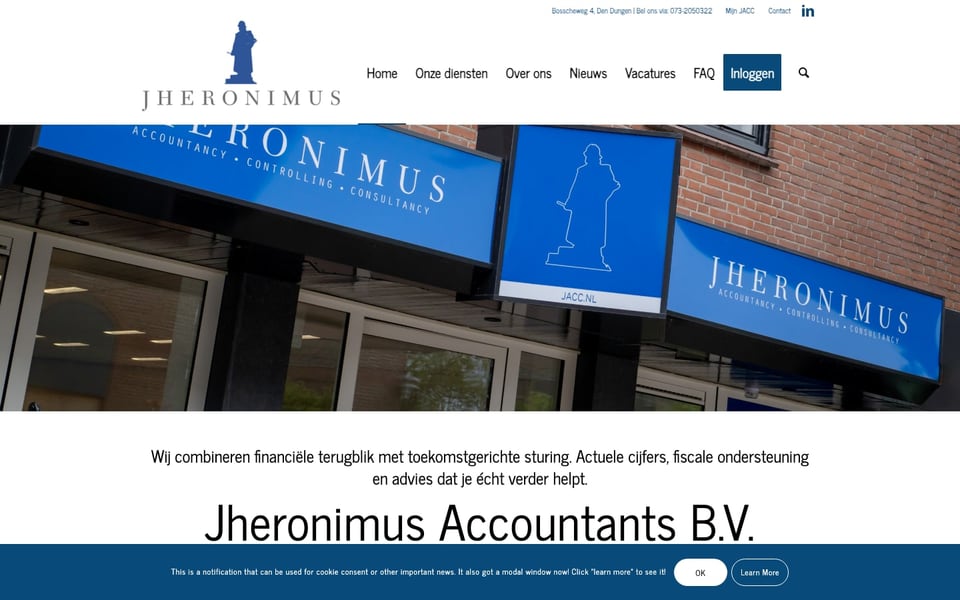 Bosscheweg 4, Den Dungen | Bel ons via: 073-2050322 Mijn JACC Contact in
JHERONIMUS
Home Onze diensten Over ons Nieuws Vacatures FAQ Inloggen
JHERONIMUS
ACCOUNTANCY • CONTROLLING • CONSULTANCY
JACC.NL
JHERONIMUS
ACCOUNTANCY • CONTROLLING • CONSULTANCY
Wij combineren financiële terugblik met toekomstgerichte sturing. Actuele cijfers, fiscale ondersteuning
en advies dat je écht verder helpt.
Jheronimus Accountants B.V.
This is a notification that can be used for cookie consent or other important news. It also got a modal window now! Click "learn more" to see it! OK Learn More